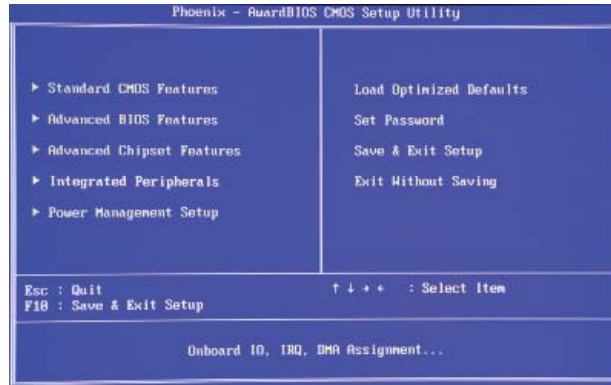 Phoenix - AwardBIOS CMOS Setup Utility
▶ Standard CMOS Features
▶ Advanced BIOS Features
▶ Advanced Chipset Features
▶ Integrated Peripherals
▶ Power Management Setup
Load Optimized Defaults
Set Password
Save & Exit Setup
Exit Without Saving
Esc : Quit
F10 : Save & Exit Setup
↑ ↓ → ← : Select Item
Onboard IO, IRQ, DMA Assignment...